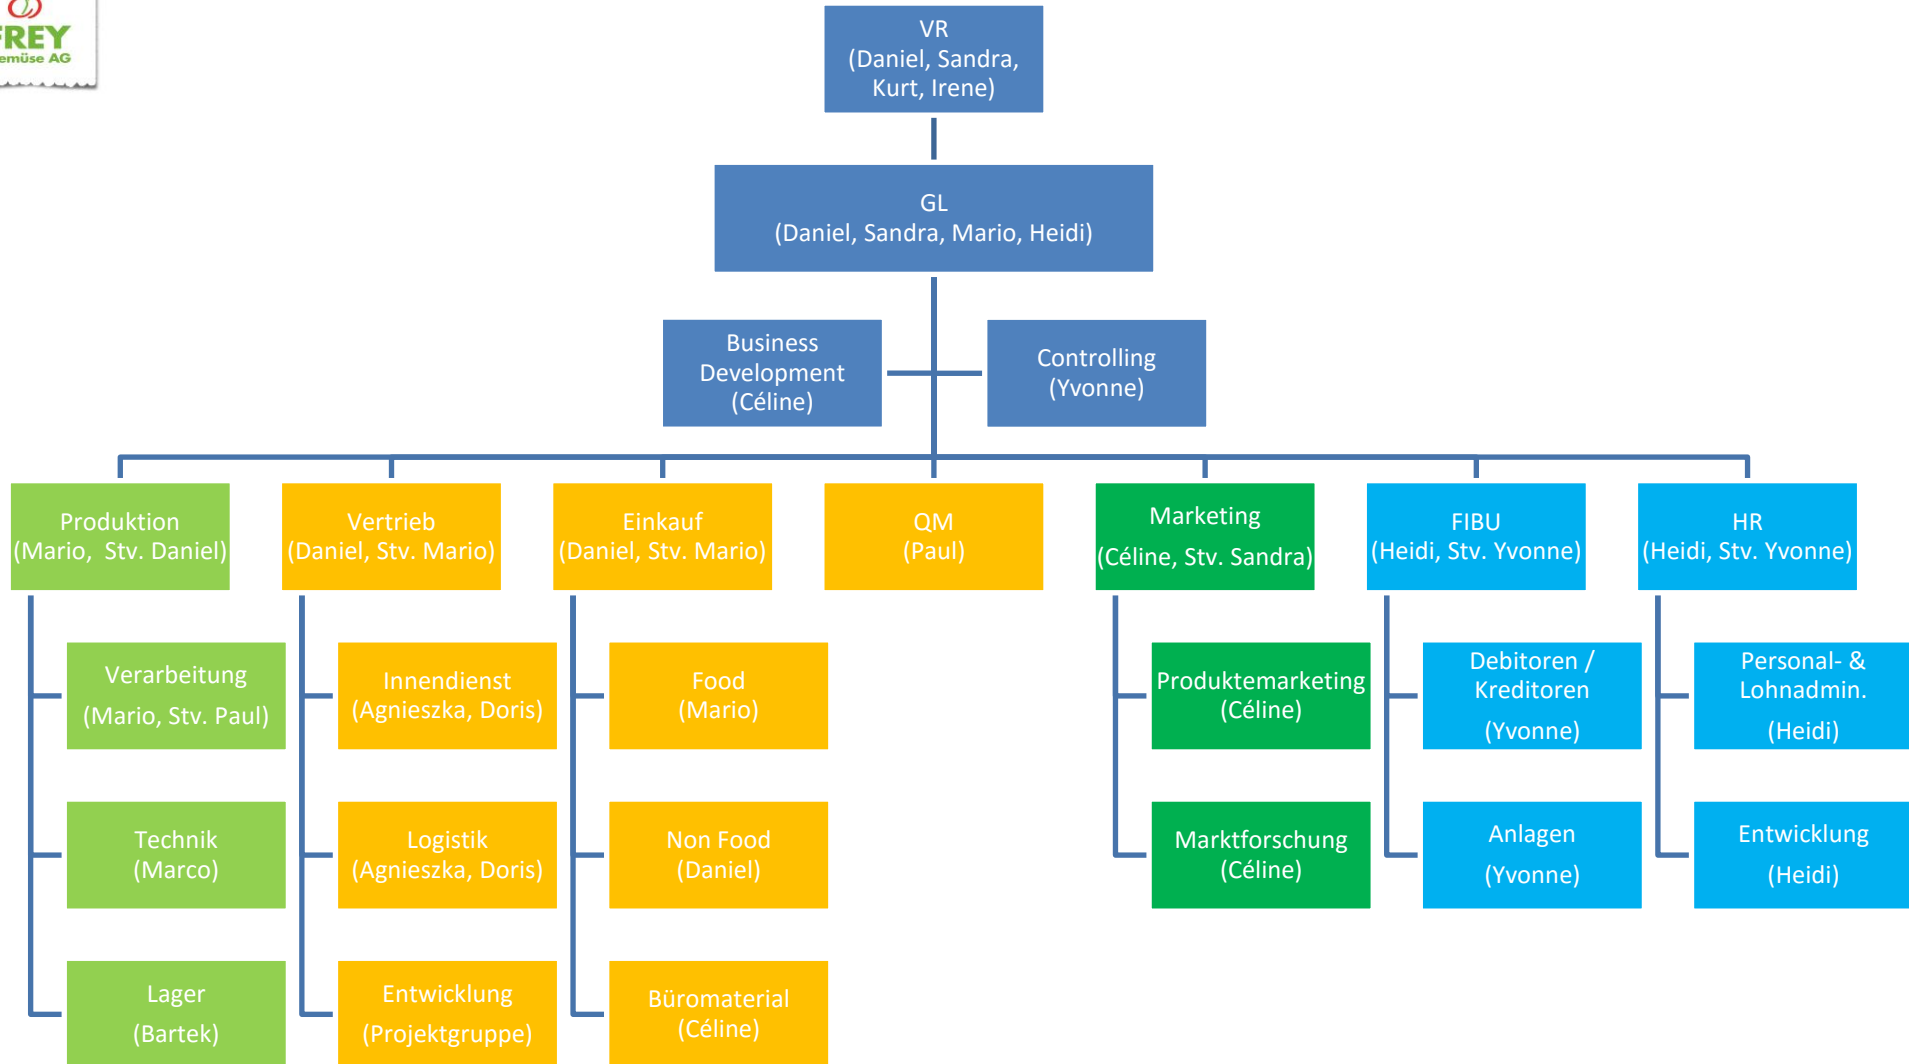 FREY
emüse AG
VR
(Daniel, Sandra,
Kurt, Irene)
GL
(Daniel, Sandra, Mario, Heidi)
Business
Development
(Céline)
Controlling
(Yvonne)
Produktion
(Mario,  Stv. Daniel)
Vertrieb
(Daniel, Stv. Mario)
Einkauf
(Daniel, Stv. Mario)
QM
(Paul)
Marketing
(Céline, Stv. Sandra)
FIBU
(Heidi, Stv. Yvonne)
HR
(Heidi, Stv. Yvonne)
Verarbeitung
(Mario, Stv. Paul)
Innendienst
(Agnieszka, Doris)
Food
(Mario)
Produktemarketing
(Céline)
Debitoren /
Kreditoren
(Yvonne)
Personal- &
Lohnadmin.
(Heidi)
Technik
(Marco)
Logistik
(Agnieszka, Doris)
Non Food
(Daniel)
Marktforschung
(Céline)
Anlagen
(Yvonne)
Entwicklung
(Heidi)
Lager
(Bartek)
Entwicklung
(Projektgruppe)
Büromaterial
(Céline)